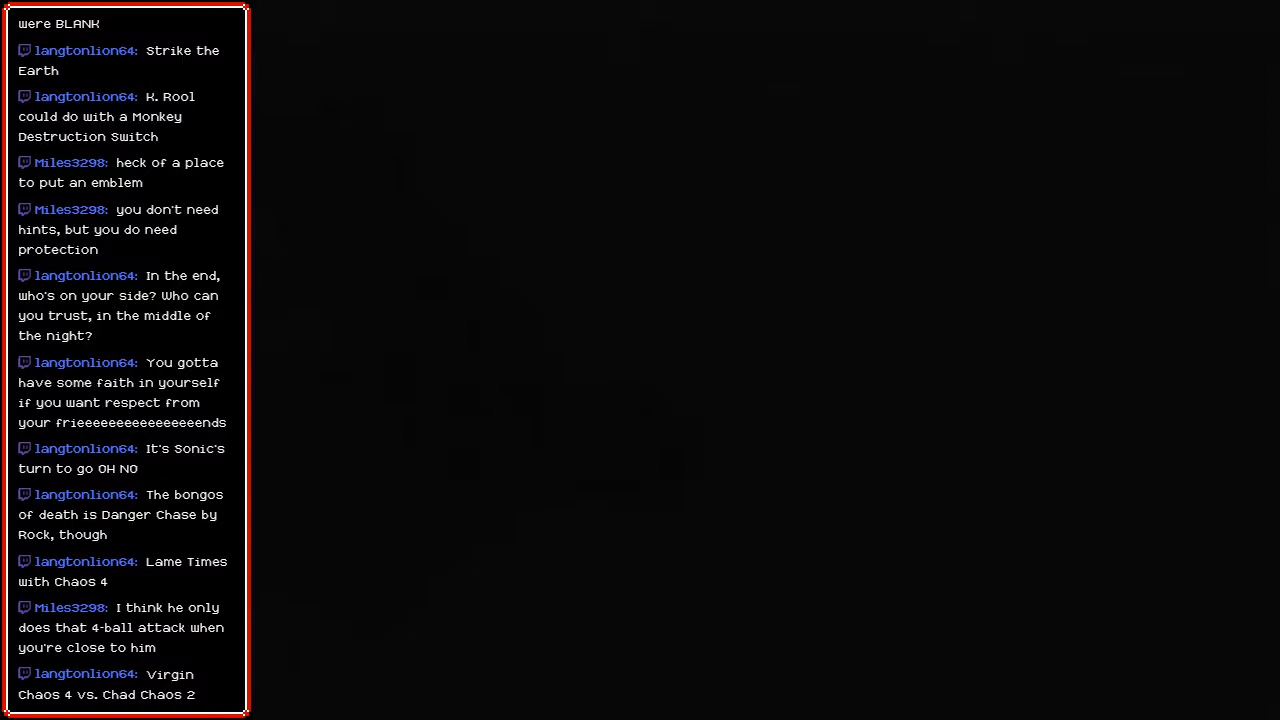 were BLANK
langtonlion64: Strike the
Earth
langtonlion64: K. Rool
could do with a Monkey
Destruction Switch
Miles3298: heck of a place
to put an emblem
Miles3298: you don't need
hints, but you do need
protection
langtonlion64: In the end,
who's on your side? Who can
you trust, in the middle of
the night?
langtonlion64: You gotta
have some faith in yourself
if you want respect from
your frieeeeeeeeeeeeeeends
langtonlion64: It's Sonic's
turn to go OH NO
langtonlion64: The bongos
of death is Danger Chase by
Rock, though
langtonlion64: Lame Times
with Chaos 4
Miles3298: I think he only
does that 4-ball attack when
you're close to him
langtonlion64: Virgin
Chaos 4 vs. Chad Chaos 2